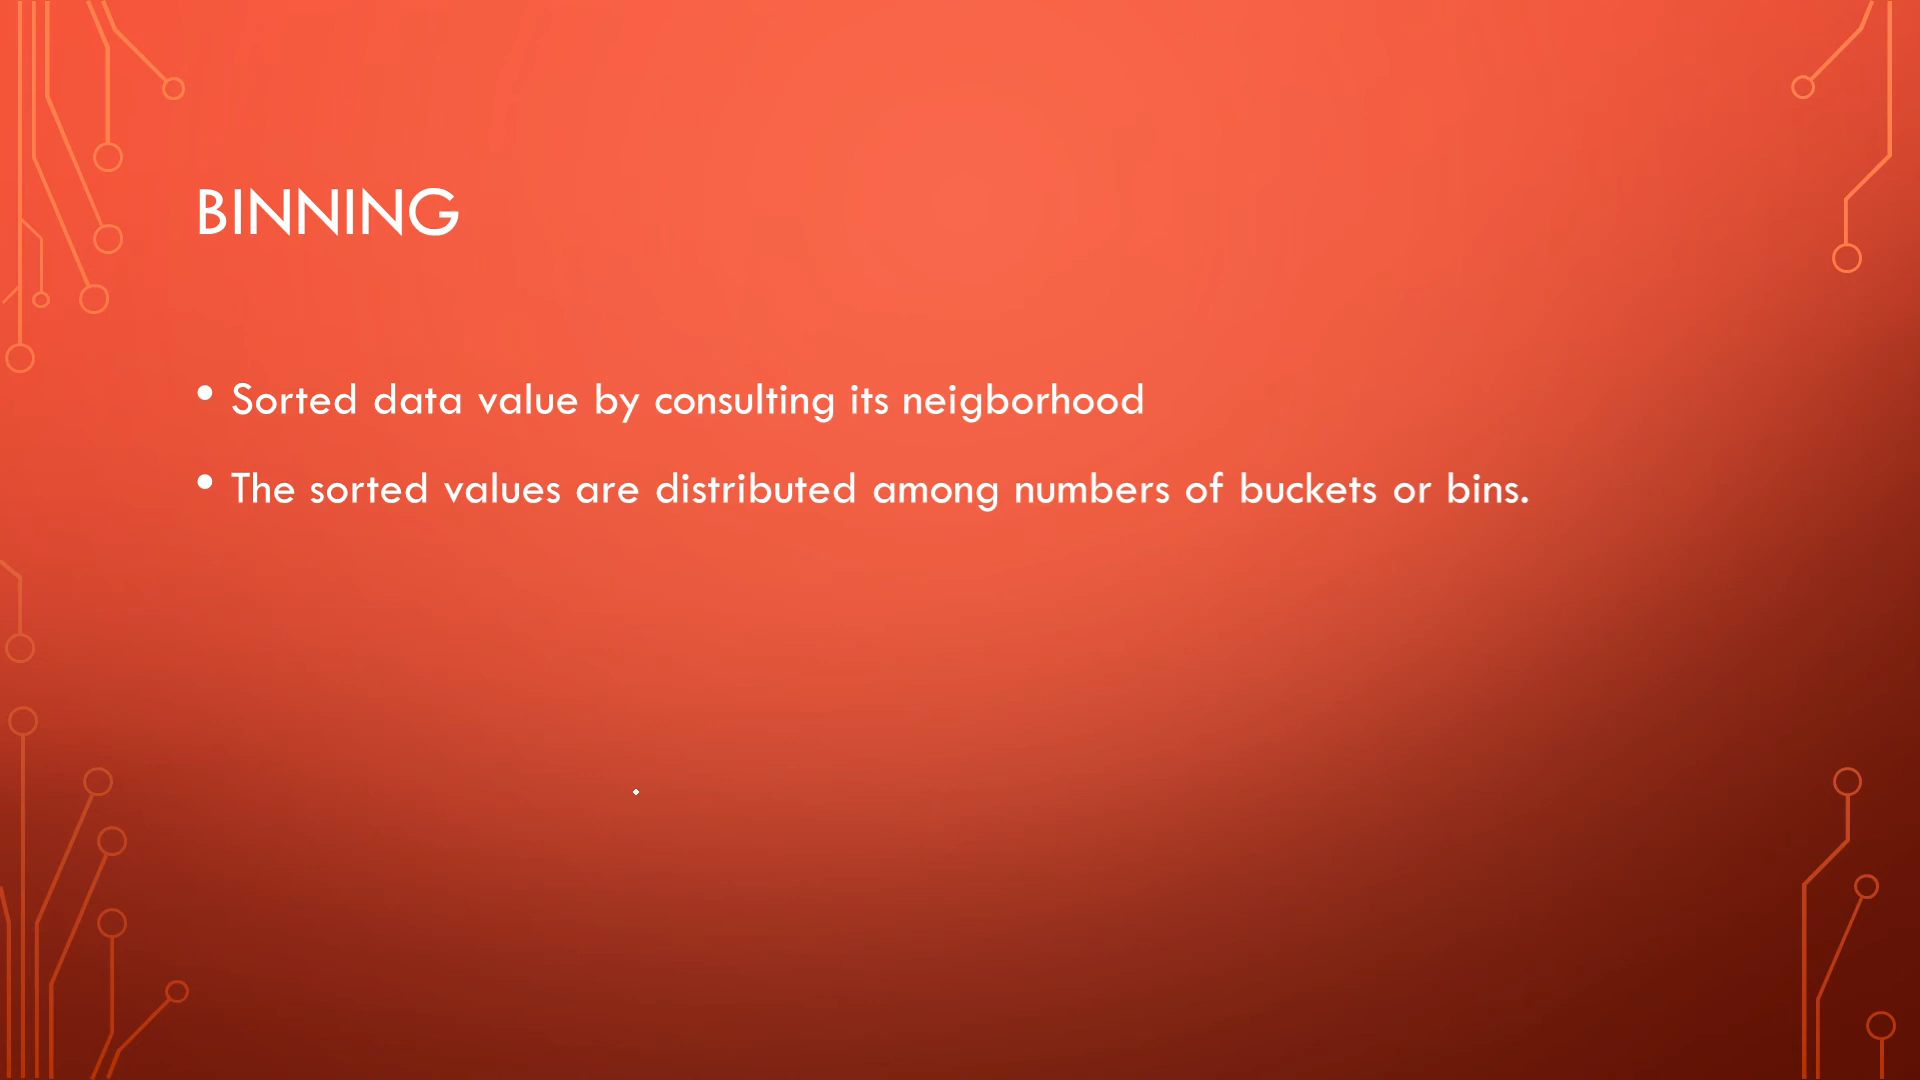 BINNING
• Sorted data value by consulting its neigborhood
• The sorted values are distributed among numbers of buckets or bins.